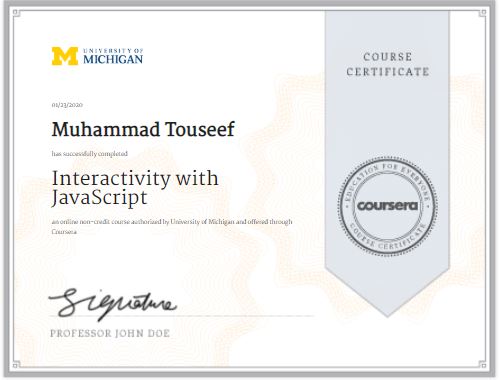 UNIVERSITY OF
MICHIGAN
COURSE
CERTIFICATE
01/23/2020
Muhammad Touseef
has successfully completed
Interactivity with
JavaScript
an online non-credit course authorized by University of Michigan and offered through
Coursera
EDUCATION FOR EVERYONE
coursera
COURSE CERTIFICATE
Signature
PROFESSOR JOHN DOE